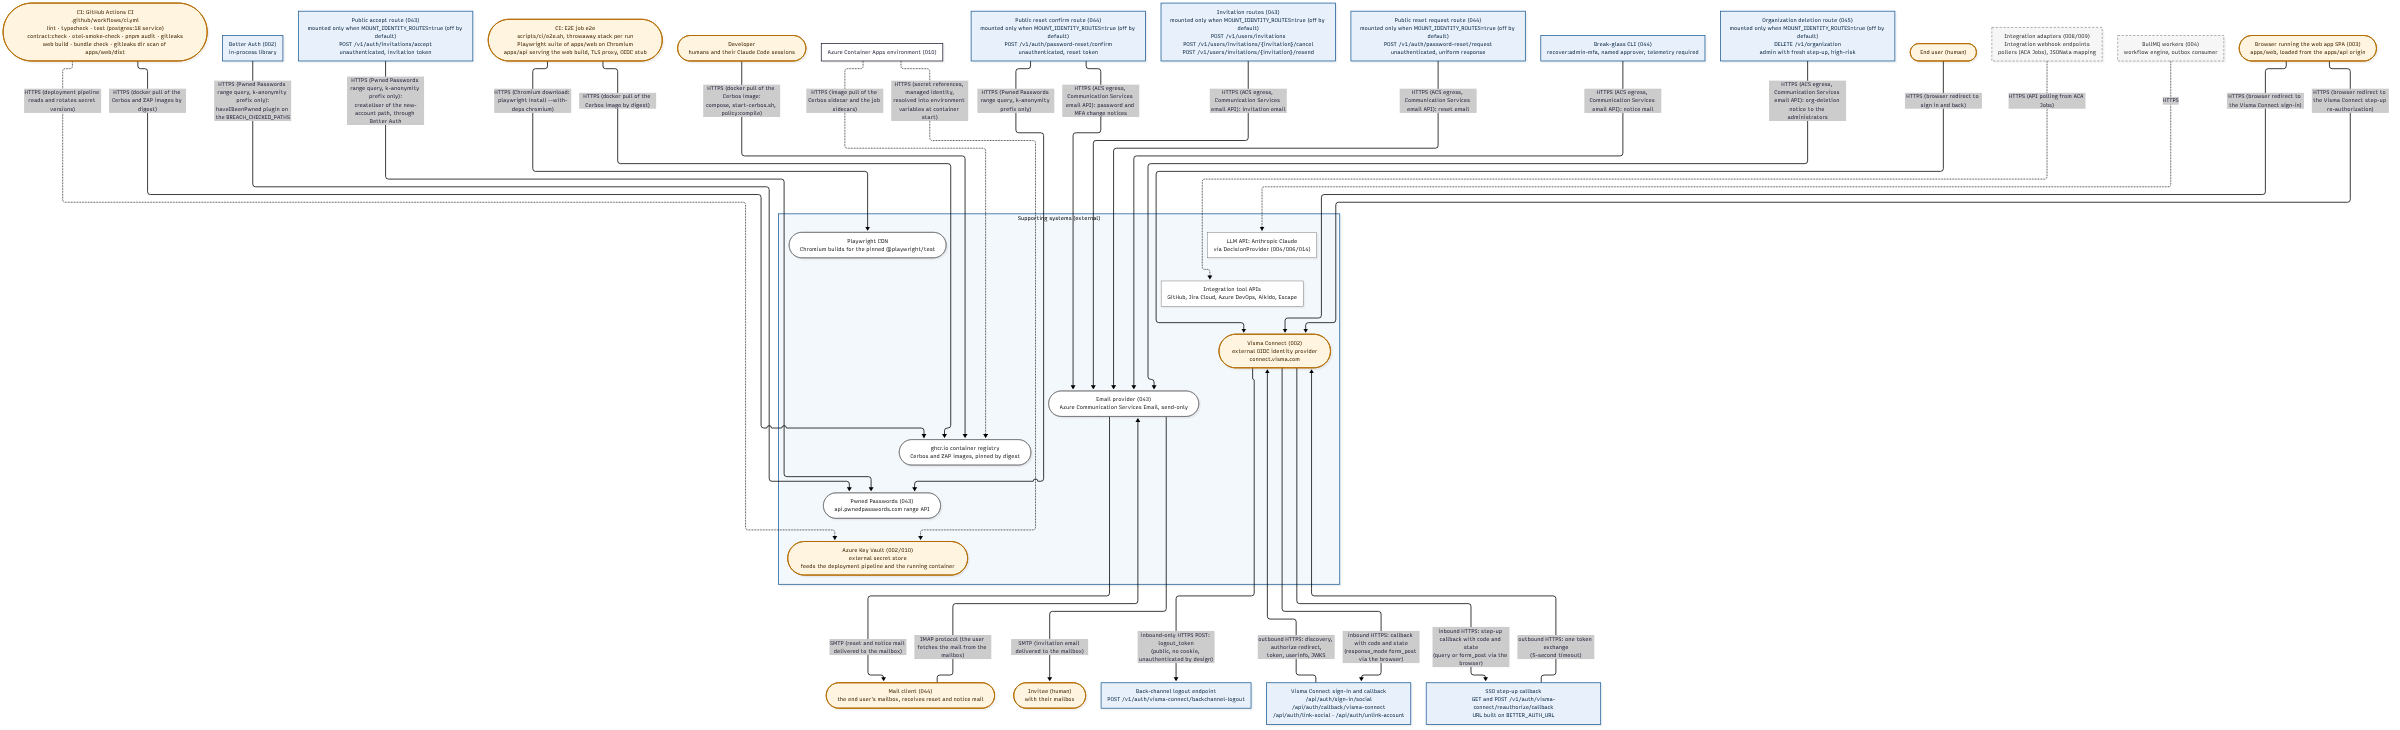 CI: GitHub Actions CI
.github/workflows/ci.yml
lint · typecheck · test (postgres:18 service)
contract:check · otel-smoke-check · pnpm audit · gitleaks
web build · bundle check · gitleaks dir scan of
apps/web/dist
Better Auth (002)
in-process library
Public accept route (043)
mounted only when MOUNT_IDENTITY_ROUTES=true (off by
default)
POST /v1/auth/invitations/accept
unauthenticated, invitation token
CI: E2E job e2e
scripts/ci/e2e.sh, throwaway stack per run
Playwright suite of apps/web on Chromium
apps/api serving the web build, TLS proxy, OIDC stub
Developer
humans and their Claude Code sessions
Azure Container Apps environment (010)
Public reset confirm route (044)
mounted only when MOUNT_IDENTITY_ROUTES=true (off by
default)
POST /v1/auth/password-reset/confirm
unauthenticated, reset token
Invitation routes (043)
mounted only when MOUNT_IDENTITY_ROUTES=true (off by
default)
POST /v1/users/invitations
POST /v1/users/invitations/{invitation}/cancel
POST /v1/users/invitations/{invitation}/resend
Public reset request route (044)
mounted only when MOUNT_IDENTITY_ROUTES=true (off by
default)
POST /v1/auth/password-reset/request
unauthenticated, uniform response
Break-glass CLI (044)
recover:admin-mfa, named approver, telemetry required
Organization deletion route (045)
mounted only when MOUNT_IDENTITY_ROUTES=true (off by
default)
DELETE /v1/organization
admin with fresh step-up, high-risk
End user (human)
Integration adapters (008/009)
Integration webhook endpoints
pollers (ACA Jobs), JSONata mapping
BullMQ workers (004)
workflow engine, outbox consumer
Browser running the web app SPA (003)
apps/web, loaded from the apps/api origin
HTTPS (deployment pipeline
reads and rotates secret
versions)
HTTPS (docker pull of the
Cerbos and ZAP images by
digest)
HTTPS (Pwned Passwords
range query, k-anonymity
prefix only):
haveIBeenPwned plugin on
the BREACH_CHECKED_PATHS
HTTPS (Pwned Passwords
range query, k-anonymity
prefix only):
createUser of the new-
account path, through
Better Auth
HTTPS (Chromium download:
playwright install --with-
deps chromium)
HTTPS (docker pull of the
Cerbos image by digest)
HTTPS (docker pull of the
Cerbos image:
compose, start-cerbos.sh,
policy:compile)
HTTPS (image pull of the
Cerbos sidecar and the job
sidecars)
HTTPS (secret references,
managed identity,
resolved into environment
variables at container
start)
HTTPS (Pwned Passwords
range query, k-anonymity
prefix only)
HTTPS (ACS egress,
Communication Services
email API): password and
MFA change notices
HTTPS (ACS egress,
Communication Services
email API): invitation email
HTTPS (ACS egress,
Communication Services
email API): reset email
HTTPS (ACS egress,
Communication Services
email API): notice mail
HTTPS (ACS egress,
Communication Services
email API): org-deletion
notice to the
administrators
HTTPS (browser redirect to
sign in and back)
HTTPS (API polling from ACA
Jobs)
HTTPS
HTTPS (browser redirect to
the Visma Connect sign-in)
HTTPS (browser redirect to
the Visma Connect step-up
re-authorization)
Supporting systems (external)
Playwright CDN
Chromium builds for the pinned @playwright/test
LLM API: Anthropic Claude
via DecisionProvider (004/006/014)
Integration tool APIs
GitHub, Jira Cloud, Azure DevOps, Aikido, Escape
Visma Connect (002)
external OIDC identity provider
connect.visma.com
Email provider (043)
Azure Communication Services Email, send-only
ghcr.io container registry
Cerbos and ZAP images, pinned by digest
Pwned Passwords (043)
api.pwnedpasswords.com range API
Azure Key Vault (002/010)
external secret store
feeds the deployment pipeline and the running container
SMTP (reset and notice mail
delivered to the mailbox)
IMAP protocol (the user
fetches the mail from the
mailbox)
SMTP (invitation email
delivered to the mailbox)
inbound-only HTTPS POST:
logout_token
(public, no cookie,
unauthenticated by design)
outbound HTTPS: discovery,
authorize redirect,
token, userinfo, JWKS
inbound HTTPS: callback
with code and state
(response_mode form_post
via the browser)
inbound HTTPS: step-up
callback with code and
state
(query or form_post via the
browser)
outbound HTTPS: one token
exchange
(5-second timeout)
Mail client (044)
the end user's mailbox, receives reset and notice mail
Invitee (human)
with their mailbox
Back-channel logout endpoint
POST /v1/auth/visma-connect/backchannel-logout
Visma Connect sign-in and callback
/api/auth/sign-in/social
/api/auth/callback/visma-connect
/api/auth/link-social · /api/auth/unlink-account
SSO step-up callback
GET and POST /v1/auth/visma-
connect/reauthorize/callback
URL built on BETTER_AUTH_URL